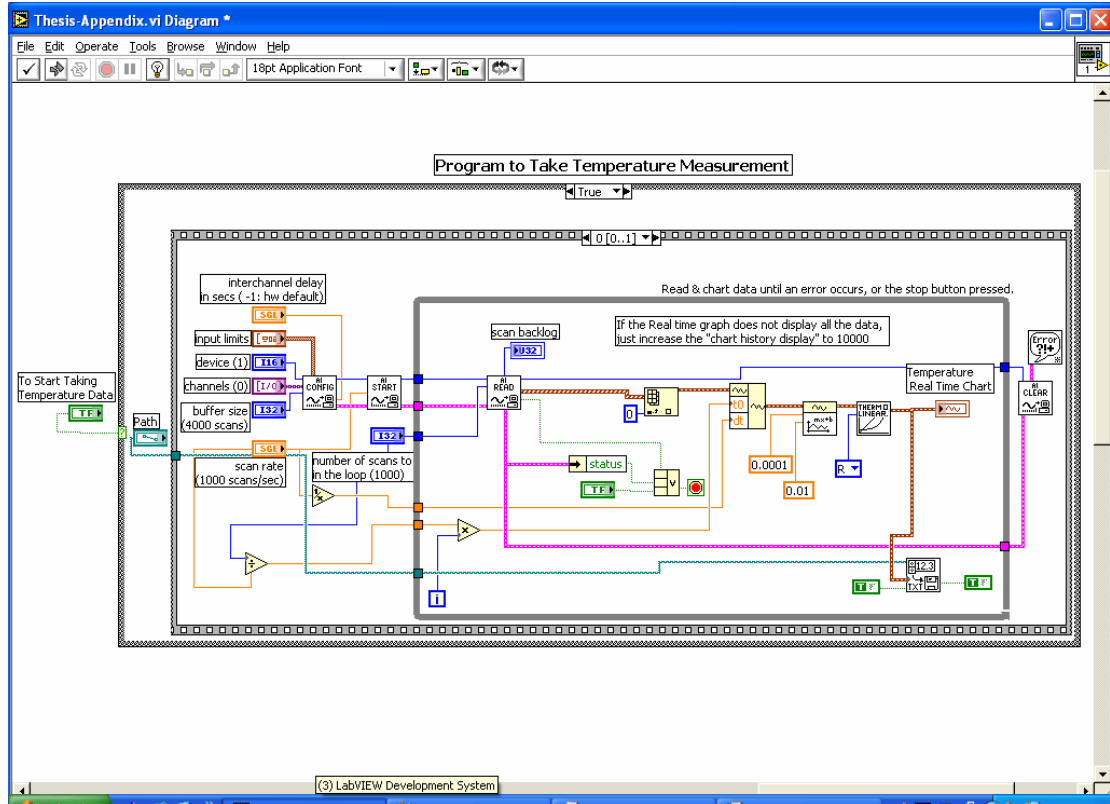 Thesis-Appendix.vi Diagram *
File Edit Operate Tools Browse Window Help
18pt Application Font
1
Program to Take Temperature Measurement
True
0 [0..1]
interchannel delay
in secs ( -1: hw default)
SGL
input limits
device (1)
I16
channels (0)
I/O
buffer size
(4000 scans)
I32
SGL
scan rate
(1000 scans/sec)
To Start Taking
Temperature Data
TF
?
Path
AI
CONFIG
AI
START
I32
number of scans to
in the loop (1000)
1/x
÷
Read & chart data until an error occurs, or the stop button pressed.
scan backlog
U32
If the Real time graph does not display all the data,
just increase the "chart history display" to 10000
AI
READ
0
t0
dt
mx+b
THERMO
LINEAR.
Temperature
Real Time Chart
0.0001
0.01
R
status
TF
v
x
i
12.3
TXT
T F
T F
Error
?!+
AI
CLEAR
(3) LabVIEW Development System